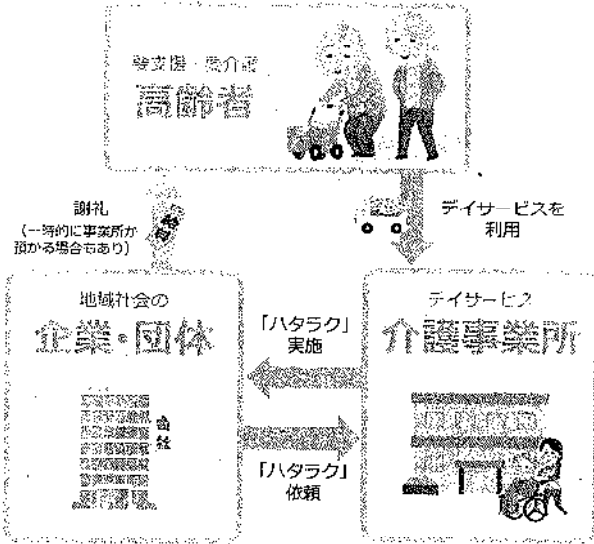 要支援・要介護
高齢者
謝礼
（一時的に事業所が
預かる場合もあり）
デイサービスを
利用
地域社会の
企業・団体
「ハタラク」
実施
デイサービス
介護事業所
「ハタラク」
依頼